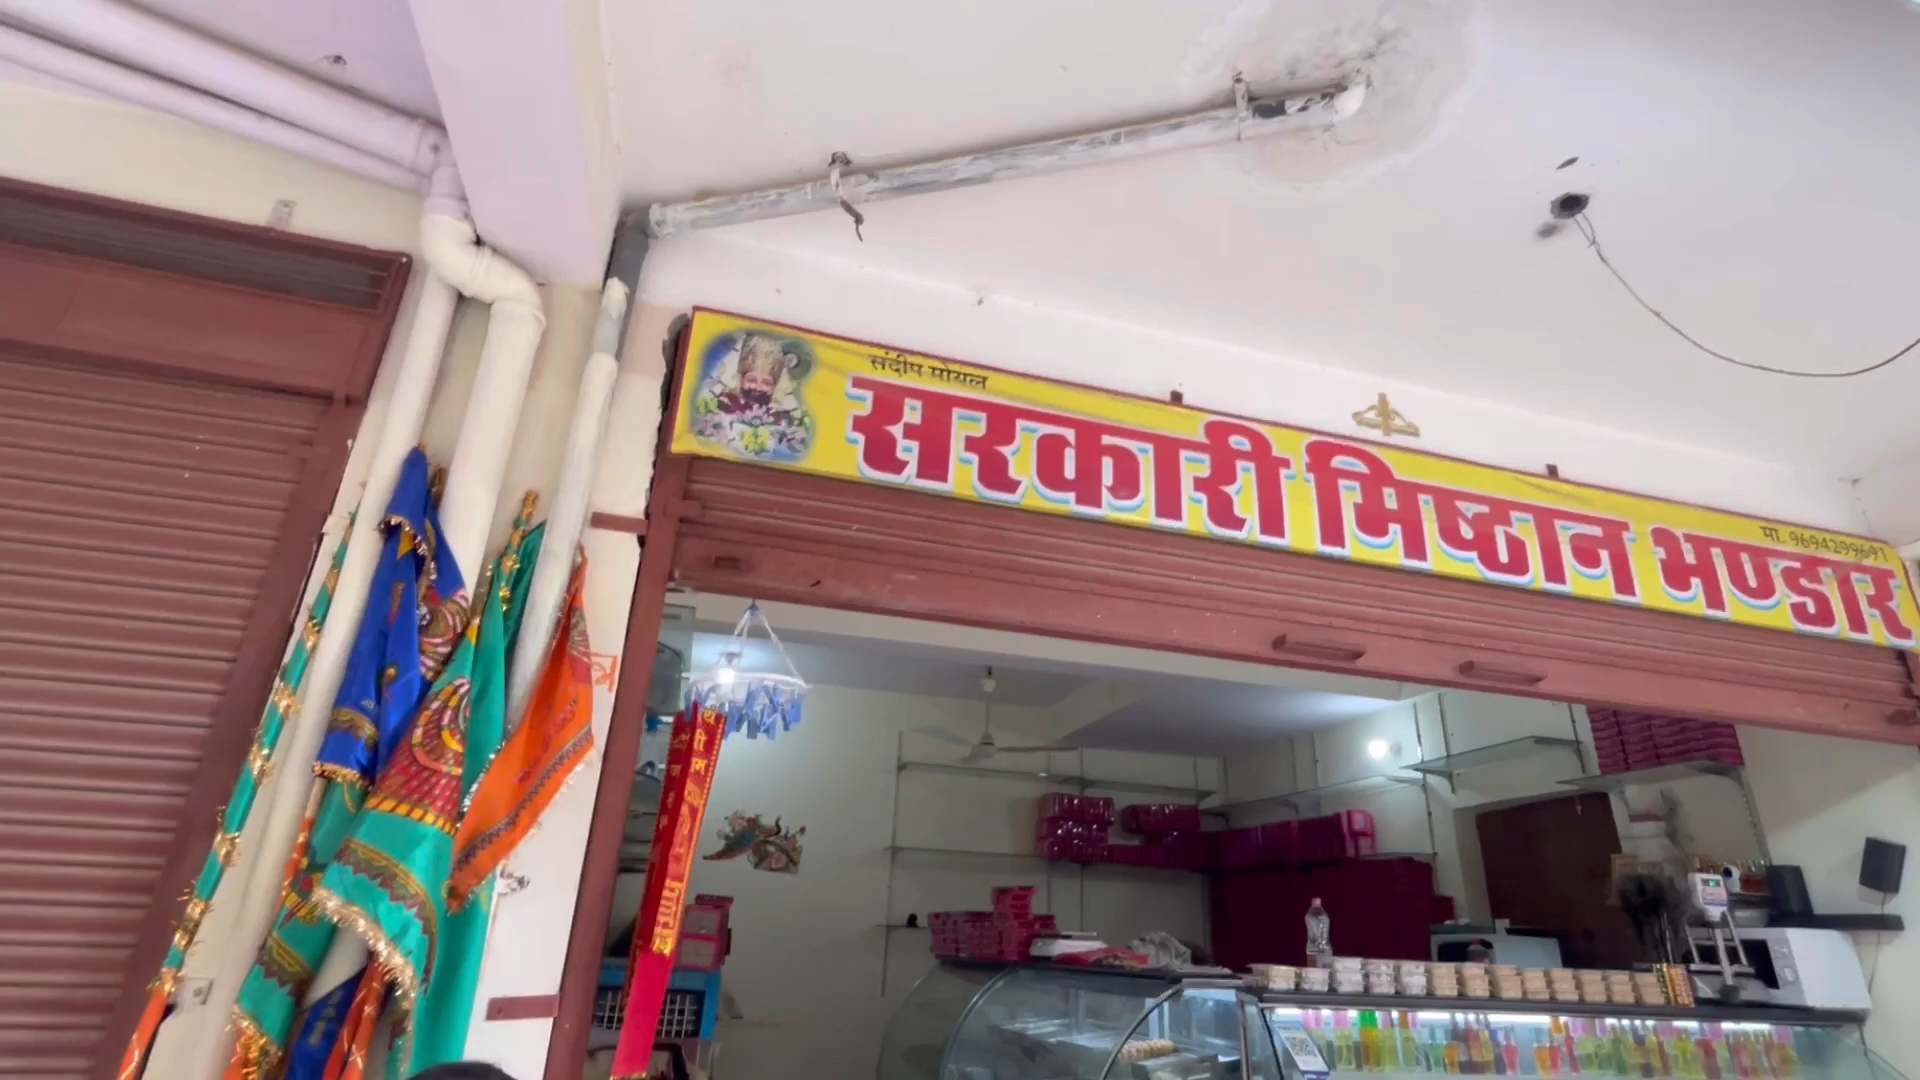 संदीप गोयल
सरकारी मिष्ठान भण्डार
मो. 9694299691